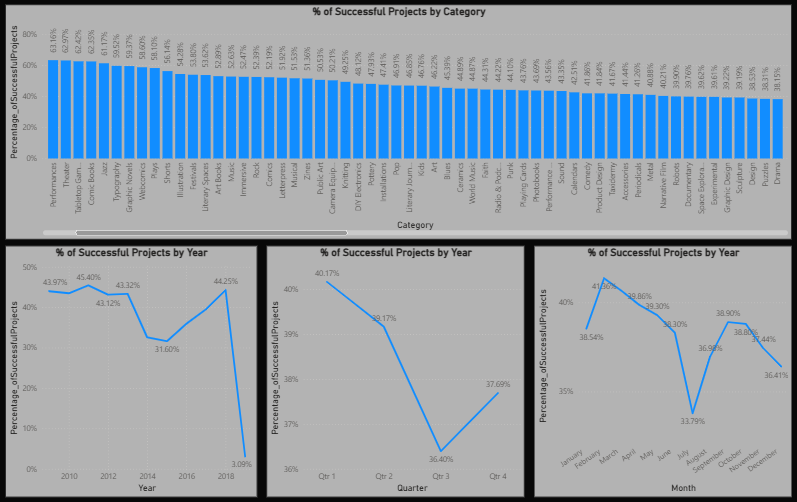 % of Successful Projects by Category
Percentage_ofSuccessfulProjects
80%
60%
40%
20%
0%
63.16%
62.97%
62.42%
62.35%
61.17%
59.52%
59.37%
58.60%
58.10%
56.14%
54.28%
53.80%
53.62%
52.89%
52.63%
52.47%
52.39%
52.19%
51.92%
51.53%
51.36%
50.53%
50.21%
49.25%
48.12%
47.93%
47.41%
46.91%
46.85%
46.76%
46.22%
44.89%
44.87%
44.31%
44.22%
44.10%
43.76%
43.69%
43.56%
43.35%
42.51%
41.86%
41.84%
41.67%
41.44%
41.26%
40.88%
40.21%
39.90%
39.76%
39.62%
39.61%
39.22%
39.19%
38.53%
38.31%
38.15%
Performances
Theater
Tabletop Gam...
Comic Books
Jazz
Typography
Graphic Novels
Webcomics
Plays
Shorts
Illustration
Festivals
Literary Spaces
Art Books
Music
Immersive
Rock
Comics
Letterpress
Musical
Zines
Public Art
Camera Equip...
Knitting
DIY Electronics
Pottery
Installations
Pop
Literary Journ...
Kids
Art
Blues
Ceramics
World Music
Faith
Radio & Podc...
Punk
Playing Cards
Photobooks
Performance ...
Sound
Calendars
Comedy
Product Design
Taxidermy
Accessories
Periodicals
Metal
Narrative Film
Robots
Documentary
Space Explora...
Experimental
Graphic Design
Sculpture
Design
Puzzles
Drama
Category
% of Successful Projects by Year
Percentage_ofSuccessfulProjects
50%
40%
30%
20%
10%
0%
43.97%
45.40%
43.12%
43.32%
31.60%
44.25%
3.09%
2010
2012
2014
2016
2018
Year
% of Successful Projects by Year
Percentage_ofSuccessfulProjects
40%
39%
38%
37%
36%
40.17%
39.17%
36.40%
37.69%
Qtr 1
Qtr 2
Qtr 3
Qtr 4
Quarter
% of Successful Projects by Year
Percentage_ofSuccessfulProjects
40%
35%
38.54%
41.36%
39.86%
39.30%
38.30%
33.79%
38.90%
38.80%
37.44%
36.41%
January
February
March
April
May
June
July
August
September
October
November
December
Month